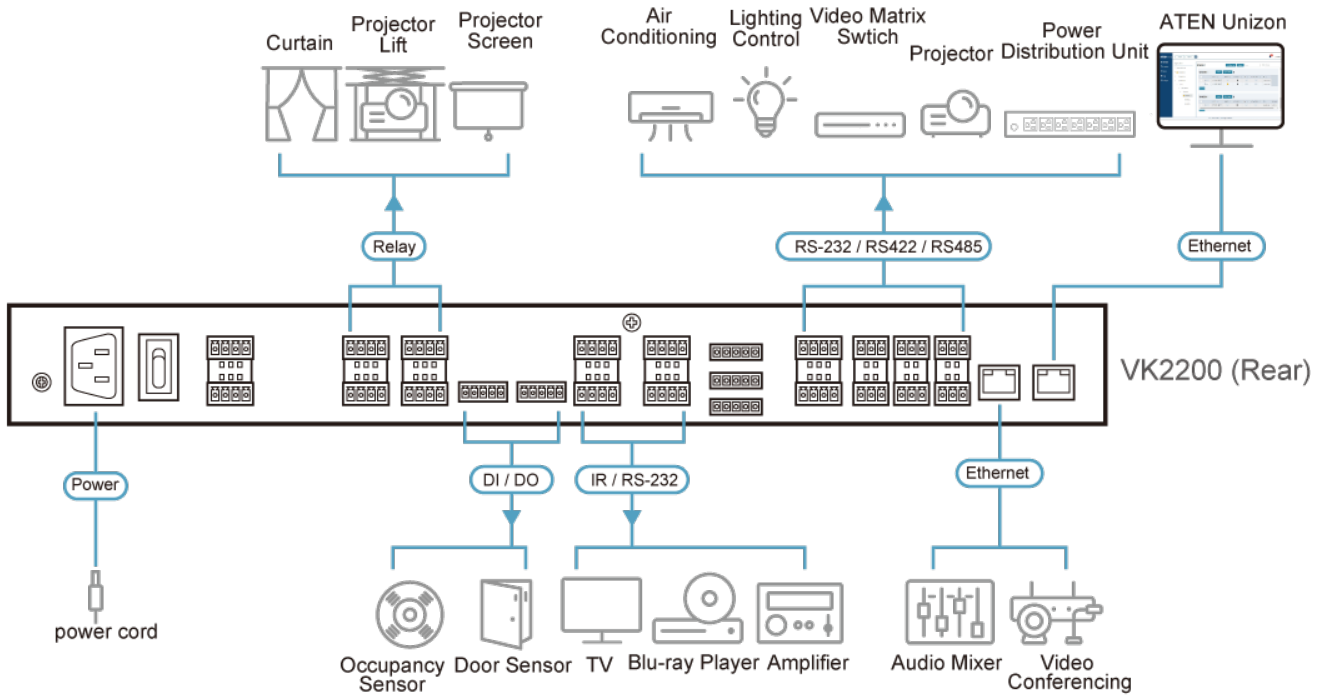 Curtain
Projector
Lift
Projector
Screen
Air
Conditioning
Lighting
Control
Video Matrix
Swtich
Projector
Power
Distribution Unit
ATEN Unizon
Relay
RS-232 / RS422 / RS485
Ethernet
VK2200 (Rear)
Power
DI / DO
IR / RS-232
Ethernet
power cord
Occupancy
Sensor
Door Sensor
TV
Blu-ray Player
Amplifier
Audio Mixer
Video
Conferencing